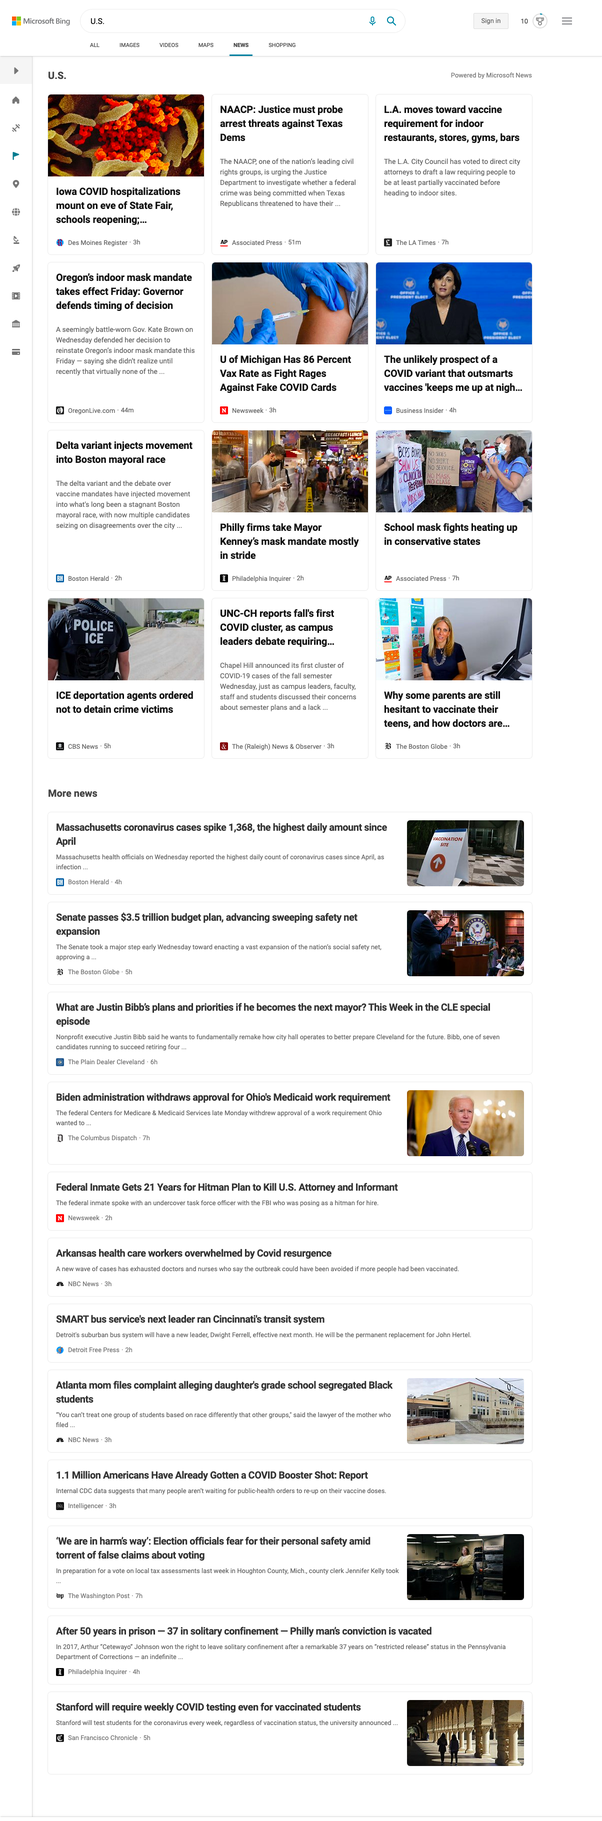 Microsoft Bing
U.S.
Sign in
10
ALL
IMAGES
VIDEOS
MAPS
NEWS
SHOPPING
U.S.
Powered by Microsoft News
Iowa COVID hospitalizations
mount on eve of State Fair,
schools reopening;...
Des Moines Register · 3h
NAACP: Justice must probe
arrest threats against Texas
Dems
The NAACP, one of the nation's leading civil
rights groups, is urging the Justice
Department to investigate whether a federal
crime was being committed when Texas
Republicans threatened to have their ...
AP
Associated Press · 51m
L.A. moves toward vaccine
requirement for indoor
restaurants, stores, gyms, bars
The L.A. City Council has voted to direct city
attorneys to draft a law requiring people to
be at least partially vaccinated before
heading to indoor sites.
The LA Times · 7h
Oregon's indoor mask mandate
takes effect Friday: Governor
defends timing of decision
A seemingly battle-worn Gov. Kate Brown on
Wednesday defended her decision to
reinstate Oregon's indoor mask mandate this
Friday — saying she didn't realize until
recently that virtually none of the ...
OregonLive.com · 44m
U of Michigan Has 86 Percent
Vax Rate as Fight Rages
Against Fake COVID Cards
Newsweek · 3h
The unlikely prospect of a
COVID variant that outsmarts
vaccines 'keeps me up at nigh...
Business Insider · 4h
Delta variant injects movement
into Boston mayoral race
The delta variant and the debate over
vaccine mandates have injected movement
into what's long been a stagnant Boston
mayoral race, with now multiple candidates
seizing on disagreements over the city ...
Boston Herald · 2h
Philly firms take Mayor
Kenney's mask mandate mostly
in stride
Philadelphia Inquirer · 2h
School mask fights heating up
in conservative states
AP
Associated Press · 7h
POLICE
ICE
ICE deportation agents ordered
not to detain crime victims
CBS News · 5h
UNC-CH reports fall's first
COVID cluster, as campus
leaders debate requiring...
Chapel Hill announced its first cluster of
COVID-19 cases of the fall semester
Wednesday, just as campus leaders, faculty,
staff and students discussed their concerns
about semester plans and a lack ...
The (Raleigh) News & Observer · 3h
Why some parents are still
hesitant to vaccinate their
teens, and how doctors are...
The Boston Globe · 3h
More news
Massachusetts coronavirus cases spike 1,368, the highest daily amount since
April
Massachusetts health officials on Wednesday reported the highest daily count of coronavirus cases since April, as
infection ...
Boston Herald · 4h
VACCINATION
SITE
Senate passes $3.5 trillion budget plan, advancing sweeping safety net
expansion
The Senate took a major step early Wednesday toward enacting a vast expansion of the nation's social safety net,
approving a ...
The Boston Globe · 5h
What are Justin Bibb's plans and priorities if he becomes the next mayor? This Week in the CLE special
episode
Nonprofit executive Justin Bibb said he wants to fundamentally remake how city hall operates to better prepare Cleveland for the future. Bibb, one of seven
candidates running to succeed retiring four ...
The Plain Dealer Cleveland · 6h
Biden administration withdraws approval for Ohio's Medicaid work requirement
The federal Centers for Medicare & Medicaid Services late Monday withdrew approval of a work requirement Ohio
wanted to ...
The Columbus Dispatch · 7h
Federal Inmate Gets 21 Years for Hitman Plan to Kill U.S. Attorney and Informant
The federal inmate spoke with an undercover task force officer with the FBI who was posing as a hitman for hire.
Newsweek · 2h
Arkansas health care workers overwhelmed by Covid resurgence
A new wave of cases has exhausted doctors and nurses who say the outbreak could have been avoided if more people had been vaccinated.
NBC News · 3h
SMART bus service's next leader ran Cincinnati's transit system
Detroit's suburban bus system will have a new leader, Dwight Ferrell, effective next month. He will be the permanent replacement for John Hertel.
Detroit Free Press · 2h
Atlanta mom files complaint alleging daughter's grade school segregated Black
students
"You can't treat one group of students based on race differently that other groups," said the lawyer of the mother who
filed ...
NBC News · 3h
1.1 Million Americans Have Already Gotten a COVID Booster Shot: Report
Internal CDC data suggests that many people aren't waiting for public-health orders to re-up on their vaccine doses.
Intelligencer · 3h
'We are in harm's way': Election officials fear for their personal safety amid
torrent of false claims about voting
In preparation for a vote on local tax assessments last week in Houghton County, Mich., county clerk Jennifer Kelly took
...
wp
The Washington Post · 7h
After 50 years in prison — 37 in solitary confinement — Philly man's conviction is vacated
In 2017, Arthur "Cetewayo" Johnson won the right to leave solitary confinement after a remarkable 37 years on "restricted release" status in the Pennsylvania
Department of Corrections — an indefinite ...
Philadelphia Inquirer · 4h
Stanford will require weekly COVID testing even for vaccinated students
Stanford will test students for the coronavirus every week, regardless of vaccination status, the university announced ...
San Francisco Chronicle · 5h